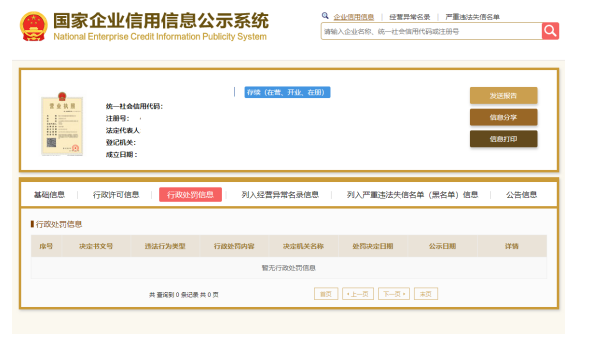 国家企业信用信息公示系统
National Enterprise Credit Information Publicity System
企业信用信息 | 经营异常名录 | 严重违法失信名单
请输入企业名称、统一社会信用代码或注册号
存续（在营、开业、在册）
营业执照
统一社会信用代码：
注册号：
法定代表人
登记机关：
成立日期：
发送报告
信息分享
信息打印
基础信息 | 行政许可信息 | 行政处罚信息 | 列入经营异常名录信息 | 列入严重违法失信名单（黑名单）信息 | 公告信息
行政处罚信息
序号 决定书文号 违法行为类型 行政处罚内容 决定机关名称 处罚决定日期 公示日期 详情
暂无行政处罚信息
共 查询到 0 条记录 共 0 页 首页 上一页 下一页 末页